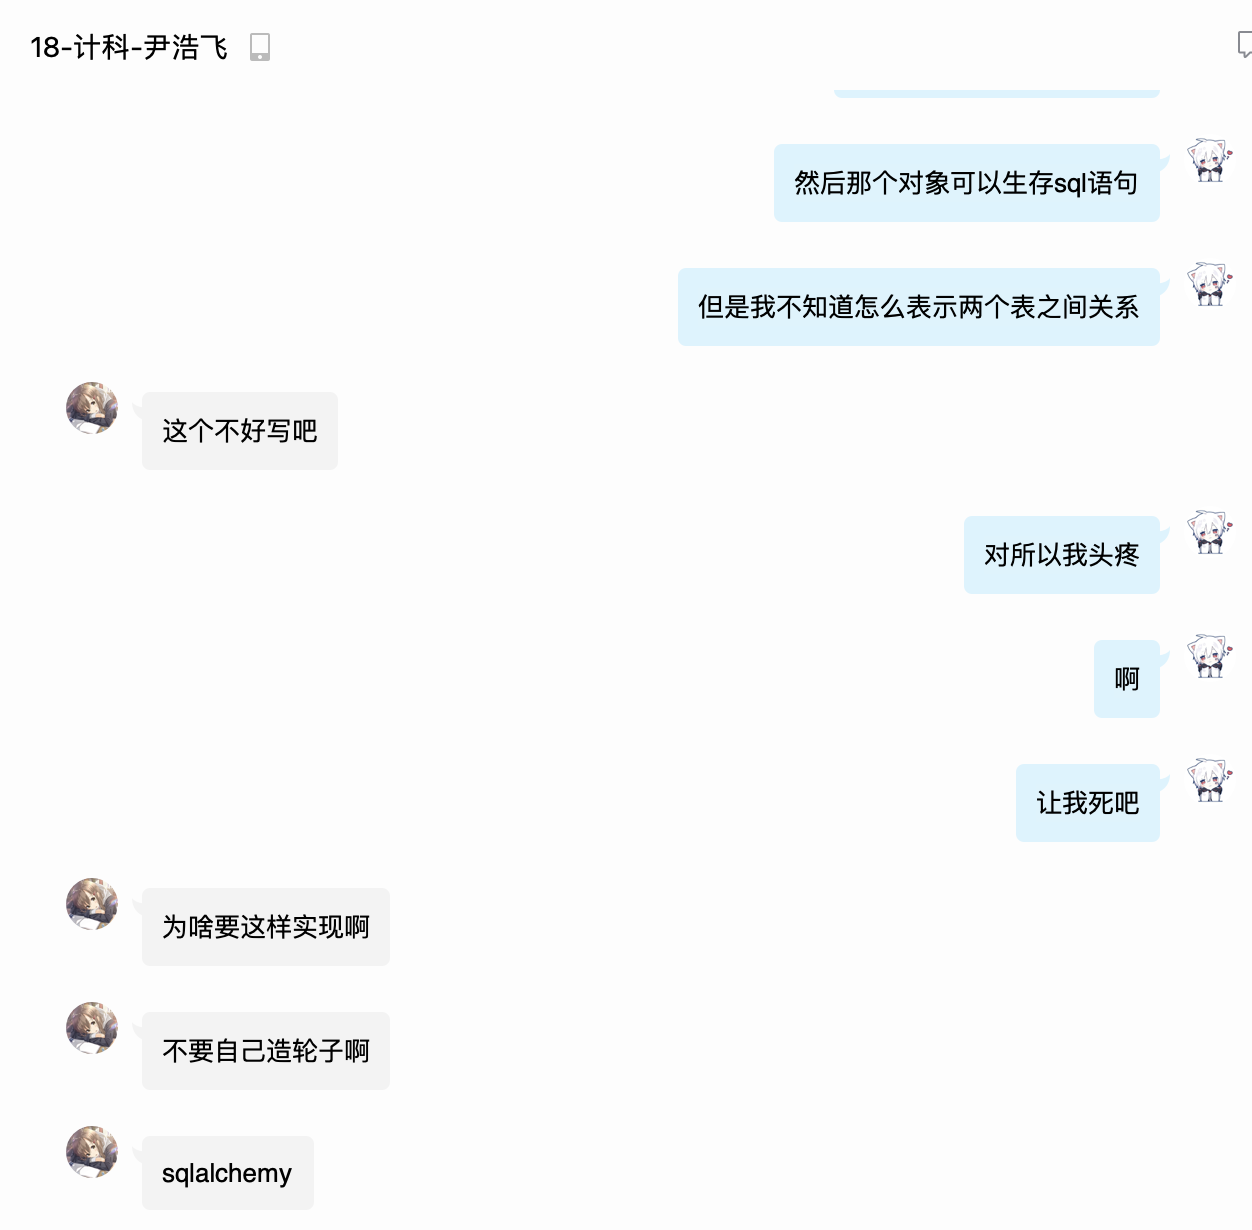 18-计科-尹浩飞
然后那个对象可以生存sql语句
但是我不知道怎么表示两个表之间关系
这个不好写吧
对所以我头疼
啊
让我死吧
为啥要这样实现啊
不要自己造轮子啊
sqlalchemy